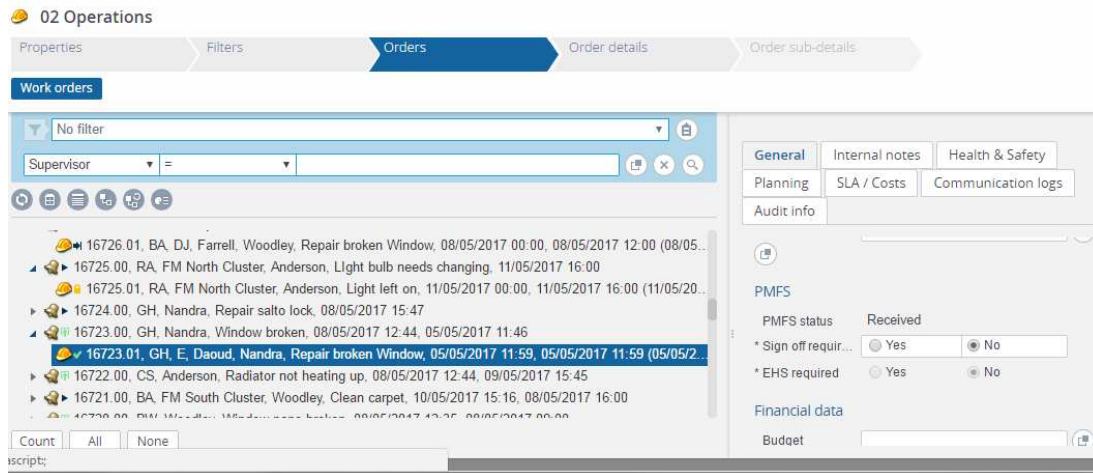 02 Operations
Properties Filters Orders Order details Order sub-details
Work orders
No filter
Supervisor =
16726.01, BA, DJ, Farrell, Woodley, Repair broken Window, 08/05/2017 00:00, 08/05/2017 12:00 (08/05..
16725.00, RA, FM North Cluster, Anderson, LIght bulb needs changing, 11/05/2017 16:00
16725.01, RA, FM North Cluster, Anderson, Light left on, 11/05/2017 00:00, 11/05/2017 16:00 (11/05/20..
16724.00, GH, Nandra, Repair salto lock, 08/05/2017 15:47
16723.00, GH, Nandra, Window broken, 08/05/2017 12:44, 05/05/2017 11:46
16723.01, GH, E, Daoud, Nandra, Repair broken Window, 05/05/2017 11:59, 05/05/2017 11:59 (05/05/2...
16722.00, CS, Anderson, Radiator not heating up, 08/05/2017 12:44, 09/05/2017 15:45
16721.00, BA, FM South Cluster, Woodley, Clean carpet, 10/05/2017 15:16, 08/05/2017 16:00
Count All None
ascript:;
General Internal notes Health & Safety
Planning SLA / Costs Communication logs
Audit info
PMFS
PMFS status Received
* Sign off requir... Yes No
* EHS required Yes No
Financial data
Budget